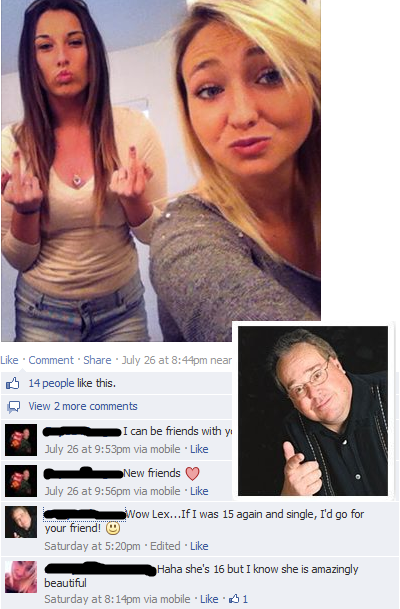 Like · Comment · Share · July 26 at 8:44pm near
14 people like this.
View 2 more comments
I can be friends with
July 26 at 9:53pm via mobile · Like
New friends
July 26 at 9:56pm via mobile · Like
Wow Lex...If I was 15 again and single, I'd go for
your friend!
Saturday at 5:20pm · Edited · Like
Haha she's 16 but I know she is amazingly
beautiful
Saturday at 8:14pm via mobile · Like · 1